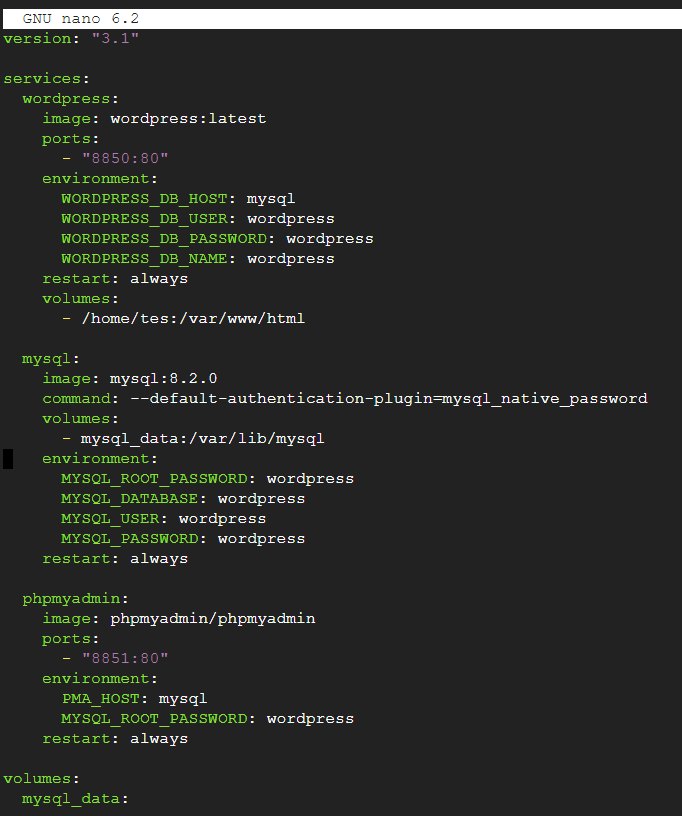 GNU nano 6.2
version: "3.1"

services:
  wordpress:
    image: wordpress:latest
    ports:
      - "8850:80"
    environment:
      WORDPRESS_DB_HOST: mysql
      WORDPRESS_DB_USER: wordpress
      WORDPRESS_DB_PASSWORD: wordpress
      WORDPRESS_DB_NAME: wordpress
    restart: always
    volumes:
      - /home/tes:/var/www/html

  mysql:
    image: mysql:8.2.0
    command: --default-authentication-plugin=mysql_native_password
    volumes:
      - mysql_data:/var/lib/mysql
    environment:
      MYSQL_ROOT_PASSWORD: wordpress
      MYSQL_DATABASE: wordpress
      MYSQL_USER: wordpress
      MYSQL_PASSWORD: wordpress
    restart: always

  phpmyadmin:
    image: phpmyadmin/phpmyadmin
    ports:
      - "8851:80"
    environment:
      PMA_HOST: mysql
      MYSQL_ROOT_PASSWORD: wordpress
    restart: always

volumes:
  mysql_data: